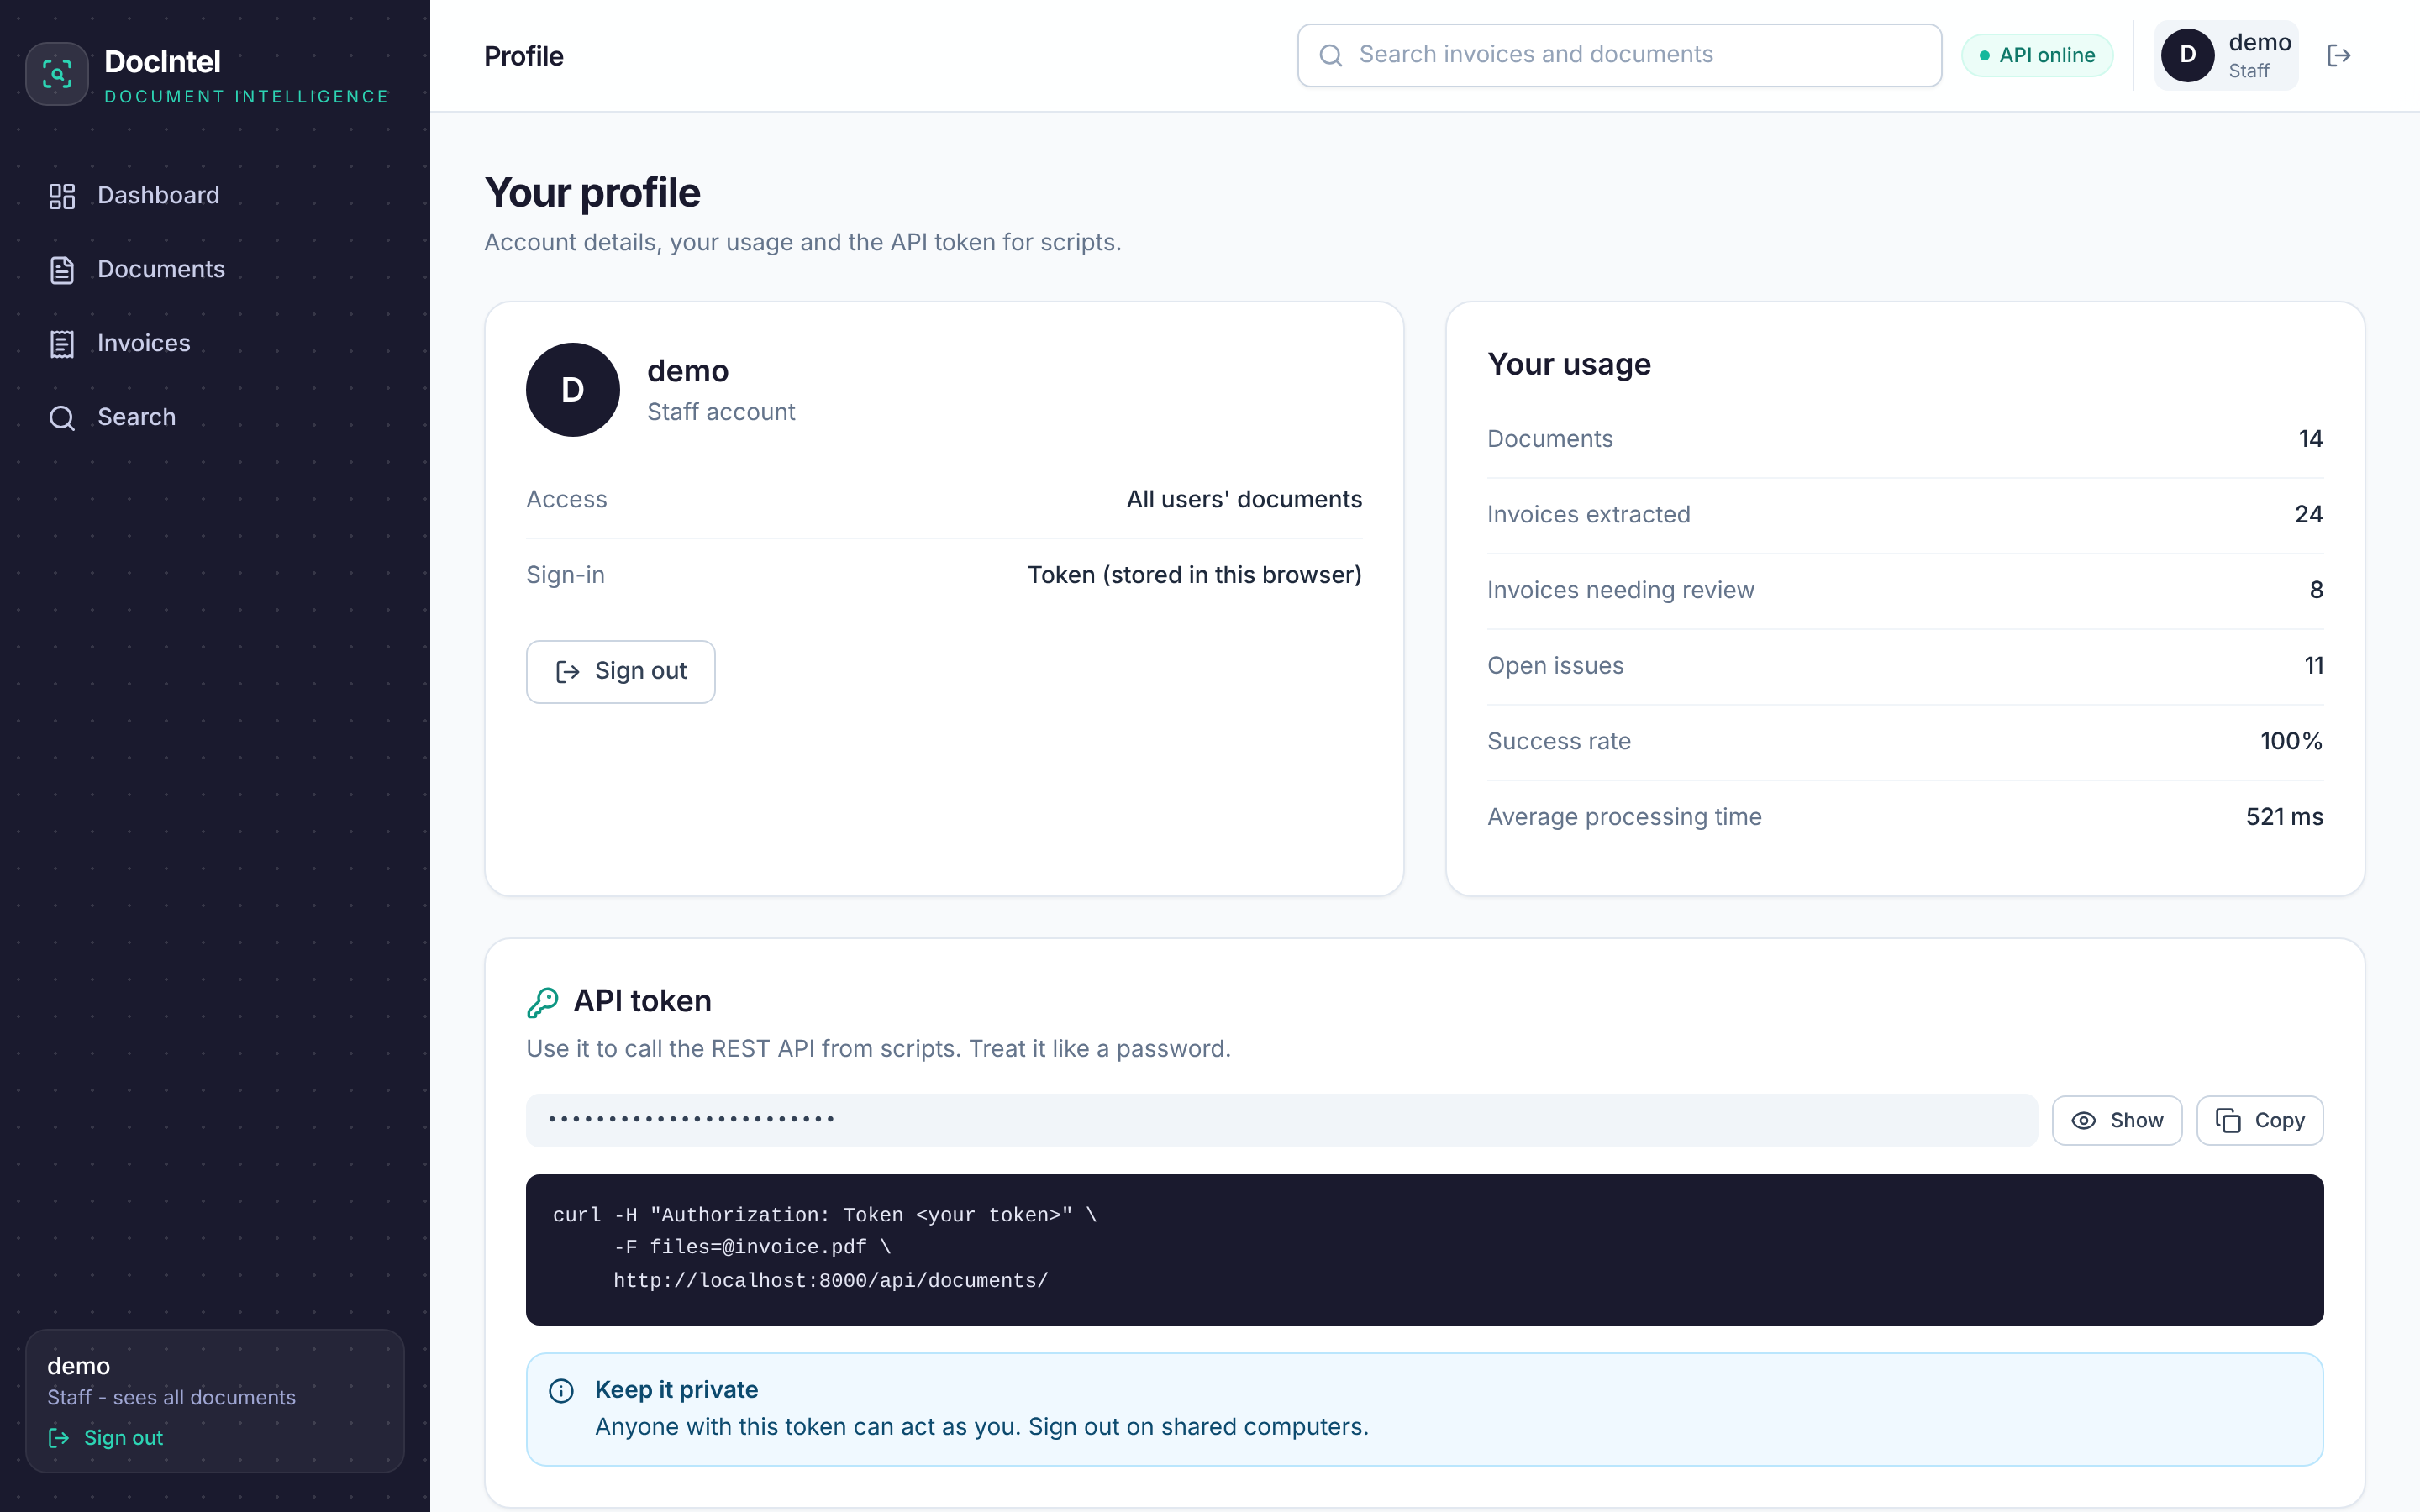 DocIntel
DOCUMENT INTELLIGENCE
Dashboard
Documents
Invoices
Search
demo
Staff - sees all documents
Sign out
Profile
Search invoices and documents
API online
D
demo
Staff
Your profile
Account details, your usage and the API token for scripts.
D
demo
Staff account
Access All users' documents
Sign-in Token (stored in this browser)
Sign out
Your usage
Documents 14
Invoices extracted 24
Invoices needing review 8
Open issues 11
Success rate 100%
Average processing time 521 ms
API token
Use it to call the REST API from scripts. Treat it like a password.
••••••••••••••••••••••••
Show
Copy
curl -H "Authorization: Token <your token>" \
     -F files=@invoice.pdf \
     http://localhost:8000/api/documents/
Keep it private
Anyone with this token can act as you. Sign out on shared computers.